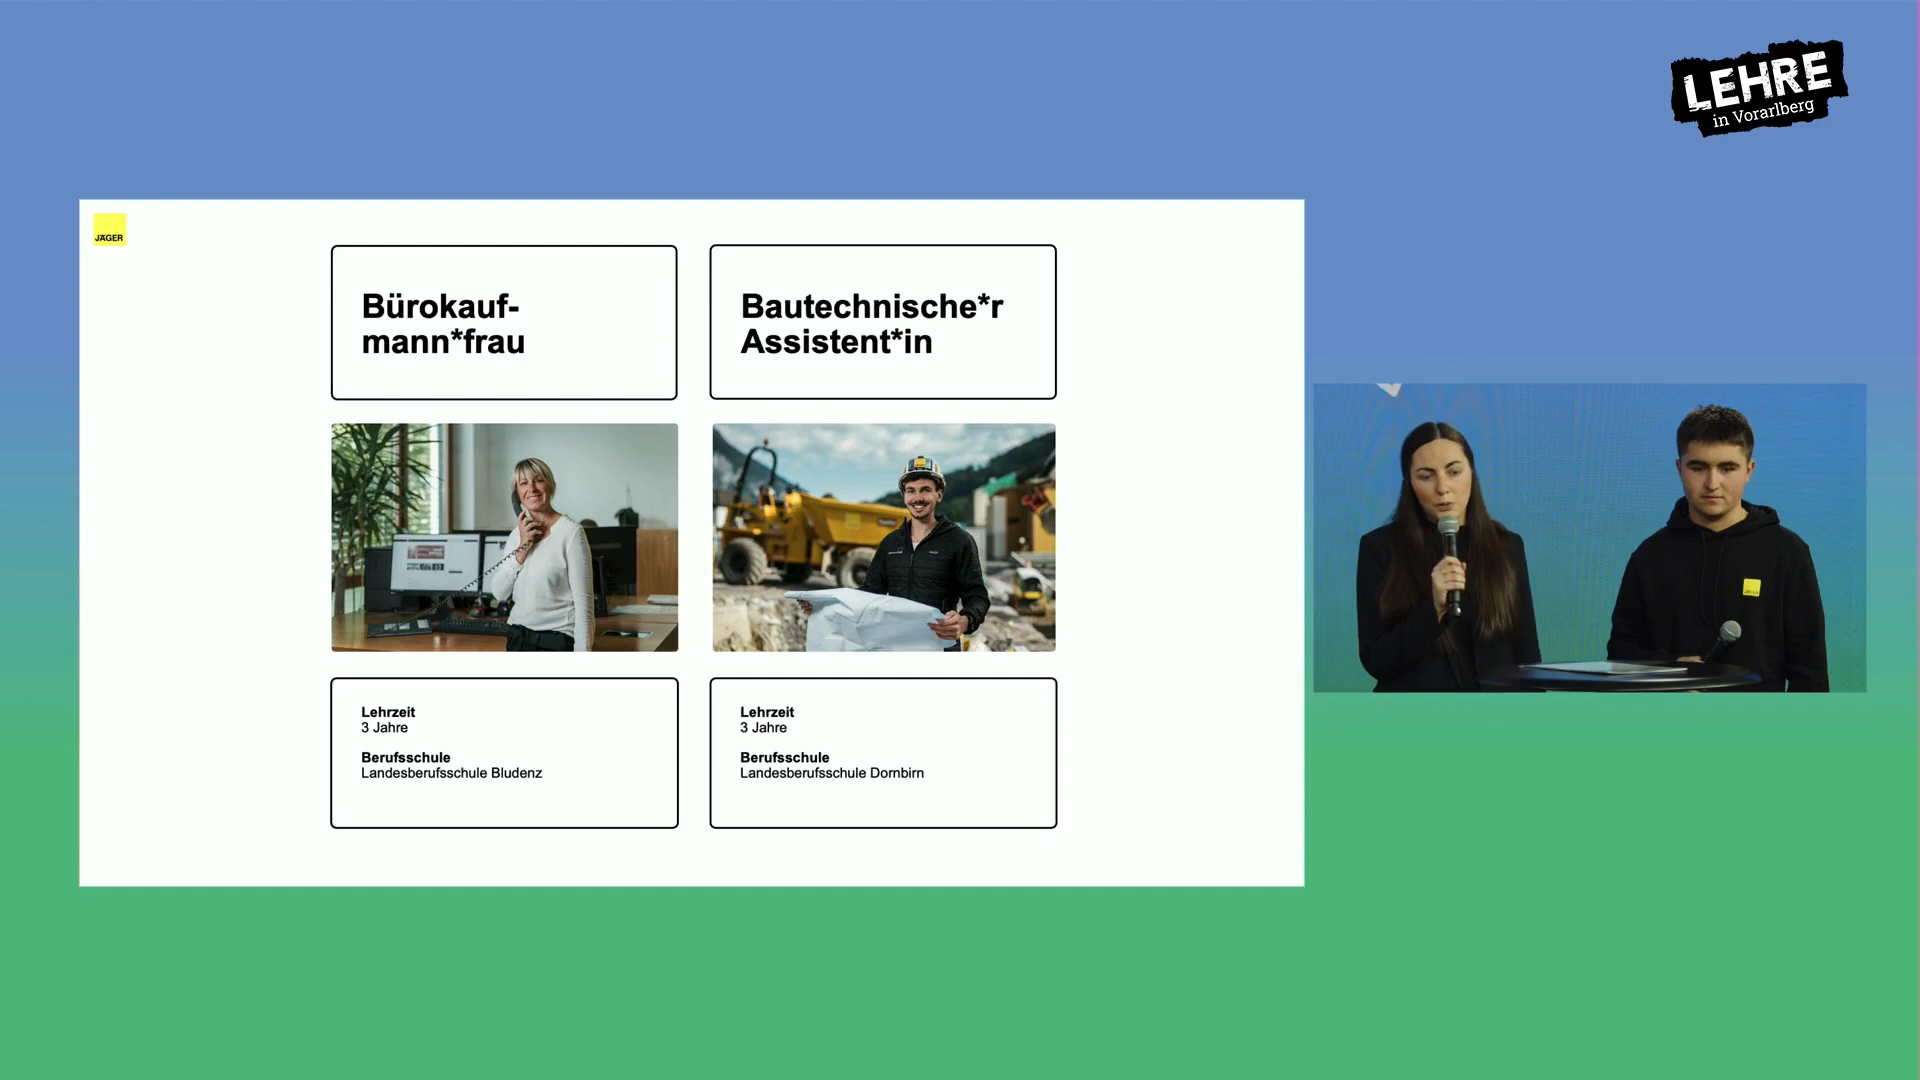 LEHRE
in Vorarlberg
JÄGER
Bürokauf-
mann*frau
Bautechnische*r
Assistent*in
Lehrzeit
3 Jahre
Berufsschule
Landesberufsschule Bludenz
Lehrzeit
3 Jahre
Berufsschule
Landesberufsschule Dornbirn